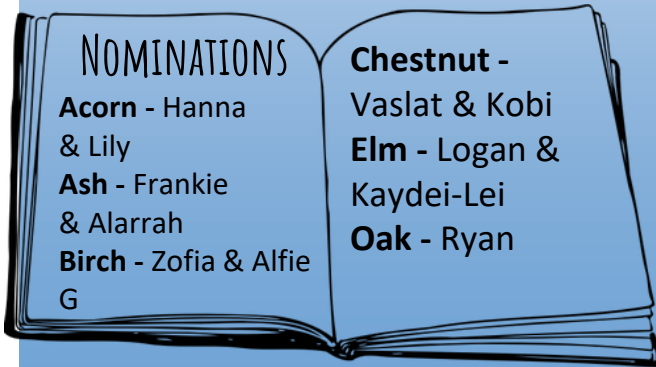 NOMINATIONS
Acorn - Hanna
& Lily
Ash - Frankie
& Alarrah
Birch - Zofia & Alfie
G
Chestnut -
Vaslat & Kobi
Elm - Logan &
Kaydei-Lei
Oak - Ryan